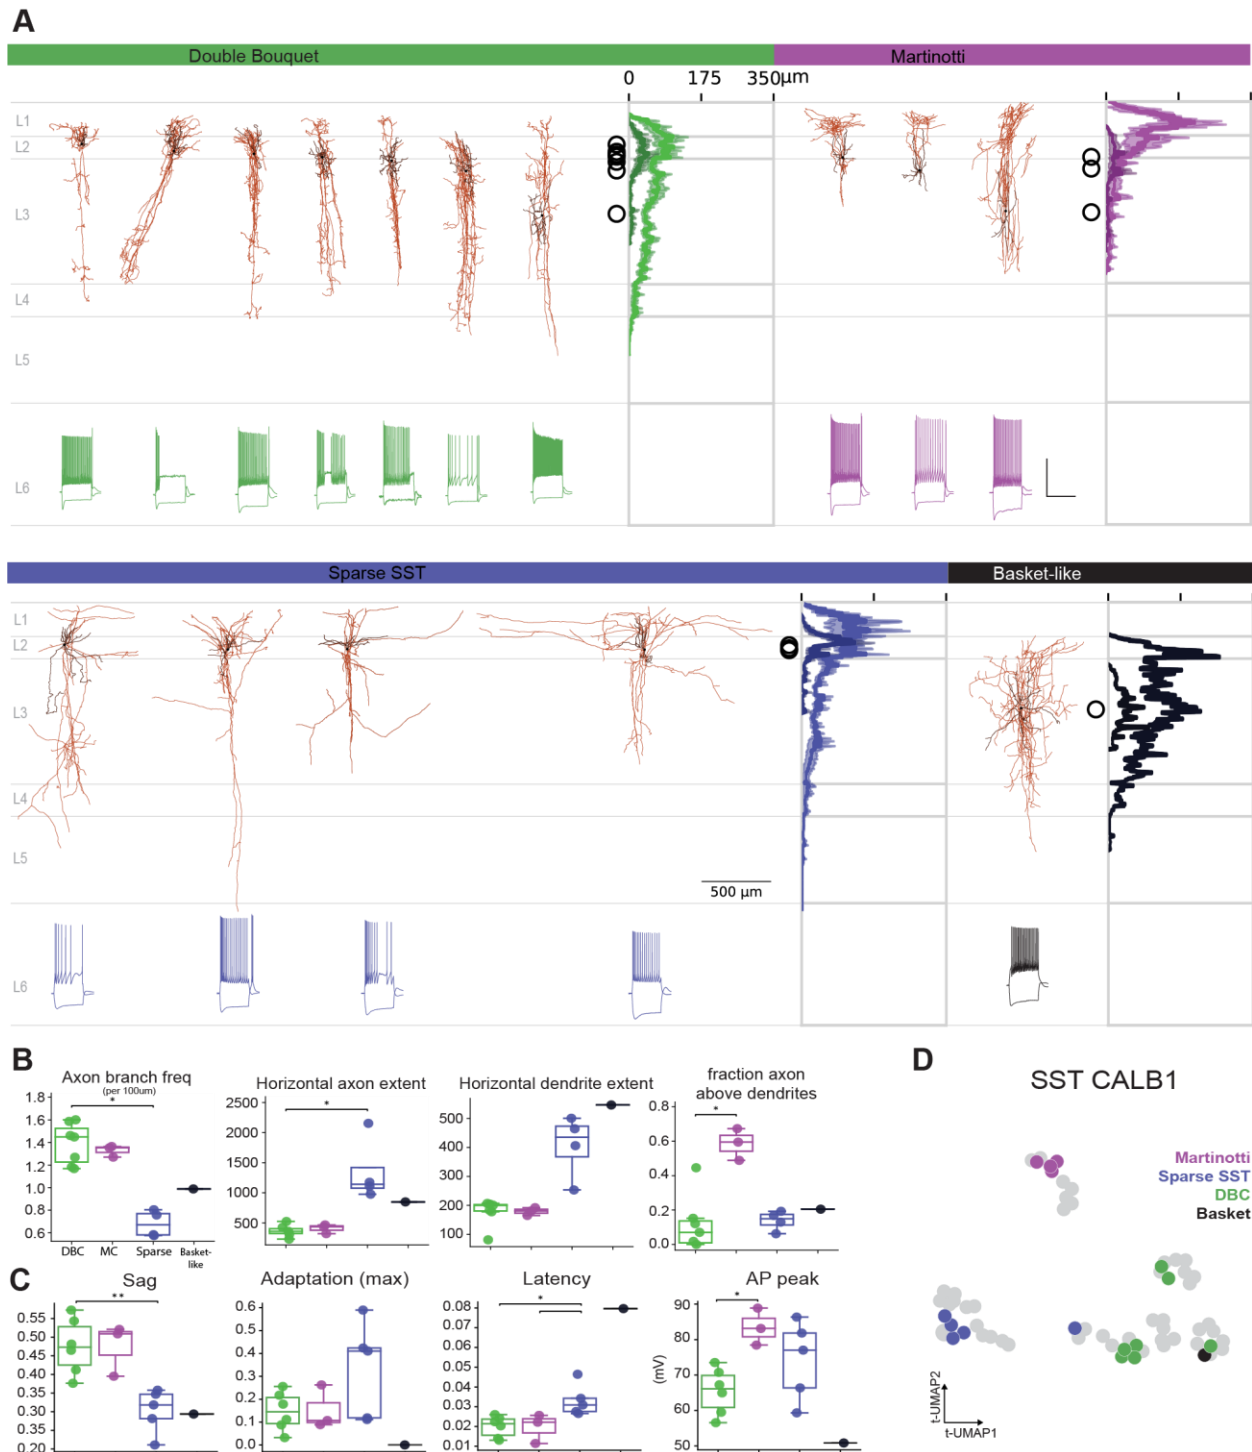 A
Double Bouquet
Martinotti
0 175 350µm
L1
L2
L3
L4
L5
L6
Sparse SST
Basket-like
L1
L2
L3
L4
L5
L6
500 µm
B
Axon branch freq
(per 100um)
*
1.8
1.6
1.4
1.2
1.0
0.8
0.6
DBC MC Sparse Basket-
like
Horizontal axon extent
*
2500
2000
1500
1000
500
Horizontal dendrite extent
500
400
300
200
100
fraction axon
above dendrites
*
0.8
0.6
0.4
0.2
0.0
C
Sag
**
0.55
0.50
0.45
0.40
0.35
0.30
0.25
0.20
Adaptation (max)
0.6
0.5
0.4
0.3
0.2
0.1
0.0
Latency
*
0.08
0.07
0.06
0.05
0.04
0.03
0.02
0.01
AP peak
*
(mV)
90
80
70
60
50
D
SST CALB1
Martinotti
Sparse SST
DBC
Basket
t-UMAP2
t-UMAP1